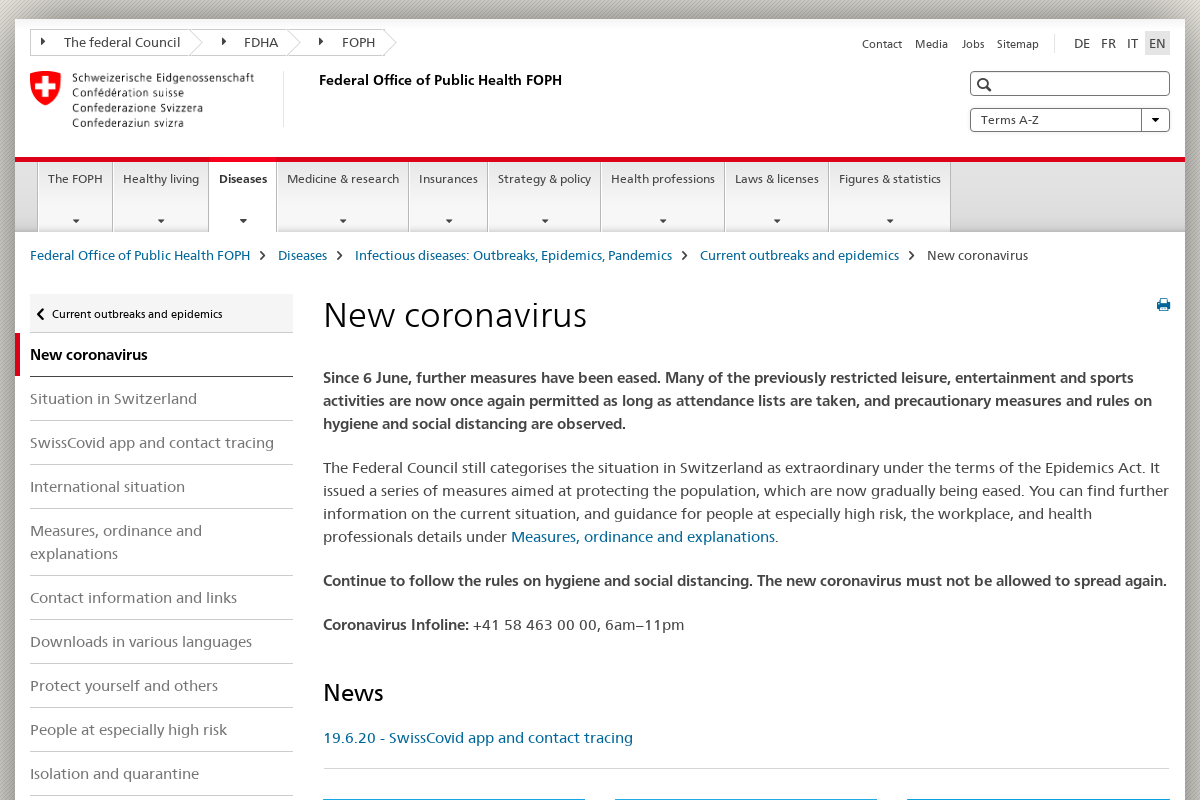 The federal Council
FDHA
FOPH
Contact
Media
Jobs
Sitemap
DE
FR
IT
EN
Schweizerische Eidgenossenschaft
Confédération suisse
Confederazione Svizzera
Confederaziun svizra
Federal Office of Public Health FOPH
Terms A-Z
The FOPH
Healthy living
Diseases
Medicine & research
Insurances
Strategy & policy
Health professions
Laws & licenses
Figures & statistics
Federal Office of Public Health FOPH
Diseases
Infectious diseases: Outbreaks, Epidemics, Pandemics
Current outbreaks and epidemics
New coronavirus
Current outbreaks and epidemics
New coronavirus
Situation in Switzerland
SwissCovid app and contact tracing
International situation
Measures, ordinance and
explanations
Contact information and links
Downloads in various languages
Protect yourself and others
People at especially high risk
Isolation and quarantine
New coronavirus
Since 6 June, further measures have been eased. Many of the previously restricted leisure, entertainment and sports
activities are now once again permitted as long as attendance lists are taken, and precautionary measures and rules on
hygiene and social distancing are observed.
The Federal Council still categorises the situation in Switzerland as extraordinary under the terms of the Epidemics Act. It
issued a series of measures aimed at protecting the population, which are now gradually being eased. You can find further
information on the current situation, and guidance for people at especially high risk, the workplace, and health
professionals details under Measures, ordinance and explanations.
Continue to follow the rules on hygiene and social distancing. The new coronavirus must not be allowed to spread again.
Coronavirus Infoline: +41 58 463 00 00, 6am–11pm
News
19.6.20 - SwissCovid app and contact tracing